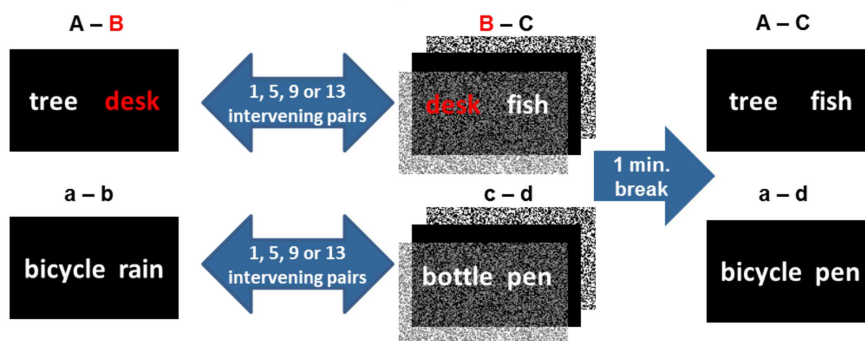 A – B
B – C
A – C
tree desk
1, 5, 9 or 13
intervening pairs
desk fish
tree fish
1 min.
break
a – b
c – d
a – d
bicycle rain
1, 5, 9 or 13
intervening pairs
bottle pen
bicycle pen